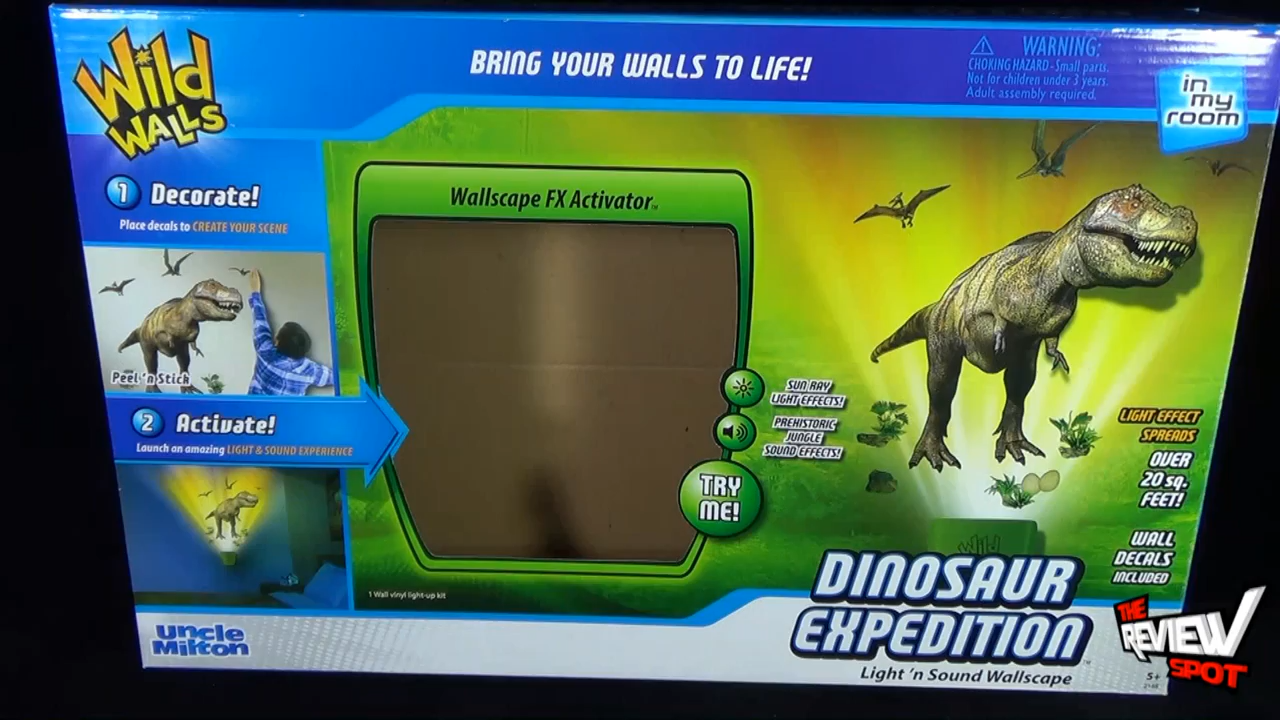 Wild
WALLS
BRING YOUR WALLS TO LIFE!
WARNING:
CHOKING HAZARD - Small parts.
Not for children under 3 years.
Adult assembly required.
in
my
room
1 Decorate!
Place decals to CREATE YOUR SCENE
Peel 'n Stick
2 Activate!
Launch an amazing LIGHT & SOUND EXPERIENCE
Wallscape FX Activator™
SUN RAY
LIGHT EFFECTS!
PREHISTORIC
JUNGLE
SOUND EFFECTS!
TRY
ME!
LIGHT EFFECT
SPREADS
OVER
20 sq.
FEET!
WALL
DECALS
INCLUDED
Wild
1 Wall vinyl light-up kit
DINOSAUR
EXPEDITION™
Light 'n Sound Wallscape
Uncle
Milton
5+
THE
REVIEW
SPOT